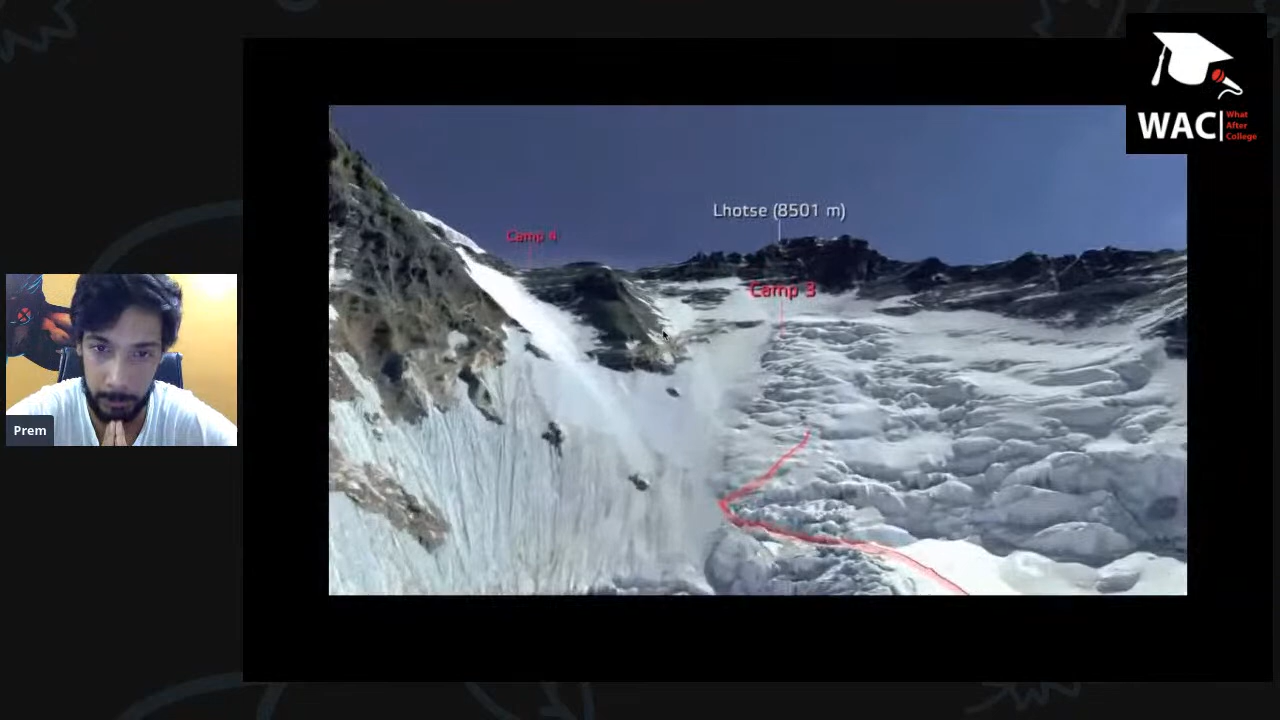 WAC
What
After
College
Lhotse (8501 m)
Camp 4
Camp 3
Prem